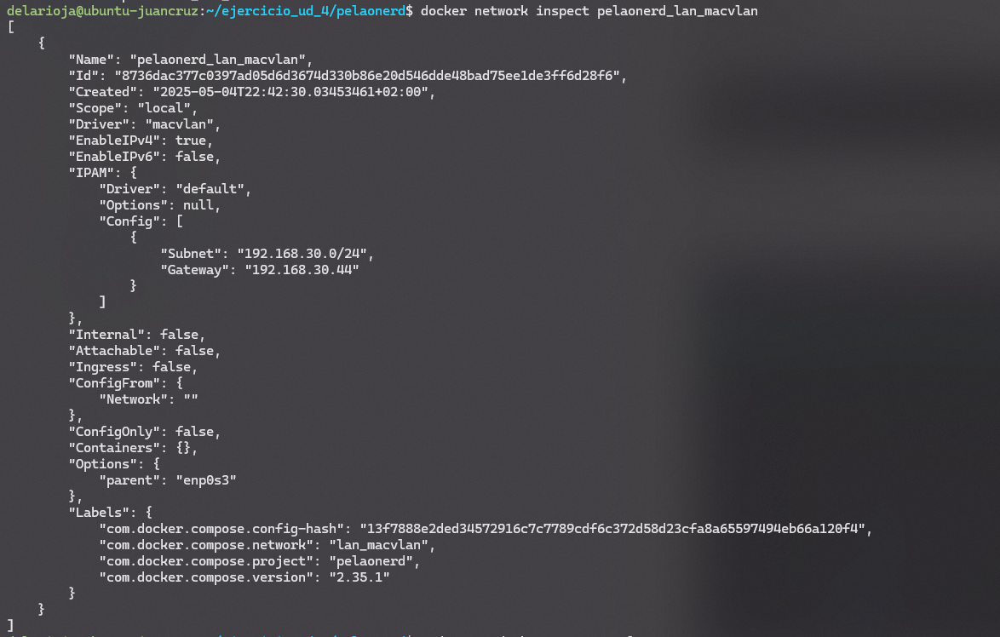 delarioja@ubuntu-juancruz:~/ejercicio_ud_4/pelaonerd$ docker network inspect pelaonerd_lan_macvlan
[
    {
        "Name": "pelaonerd_lan_macvlan",
        "Id": "8736dac377c0397ad05d6d3674d330b86e20d546dde48bad75ee1de3ff6d28f6",
        "Created": "2025-05-04T22:42:30.03453461+02:00",
        "Scope": "local",
        "Driver": "macvlan",
        "EnableIPv4": true,
        "EnableIPv6": false,
        "IPAM": {
            "Driver": "default",
            "Options": null,
            "Config": [
                {
                    "Subnet": "192.168.30.0/24",
                    "Gateway": "192.168.30.44"
                }
            ]
        },
        "Internal": false,
        "Attachable": false,
        "Ingress": false,
        "ConfigFrom": {
            "Network": ""
        },
        "ConfigOnly": false,
        "Containers": {},
        "Options": {
            "parent": "enp0s3"
        },
        "Labels": {
            "com.docker.compose.config-hash": "13f7888e2ded34572916c7c7789cdf6c372d58d23cfa8a65597494eb66a120f4",
            "com.docker.compose.network": "lan_macvlan",
            "com.docker.compose.project": "pelaonerd",
            "com.docker.compose.version": "2.35.1"
        }
    }
]